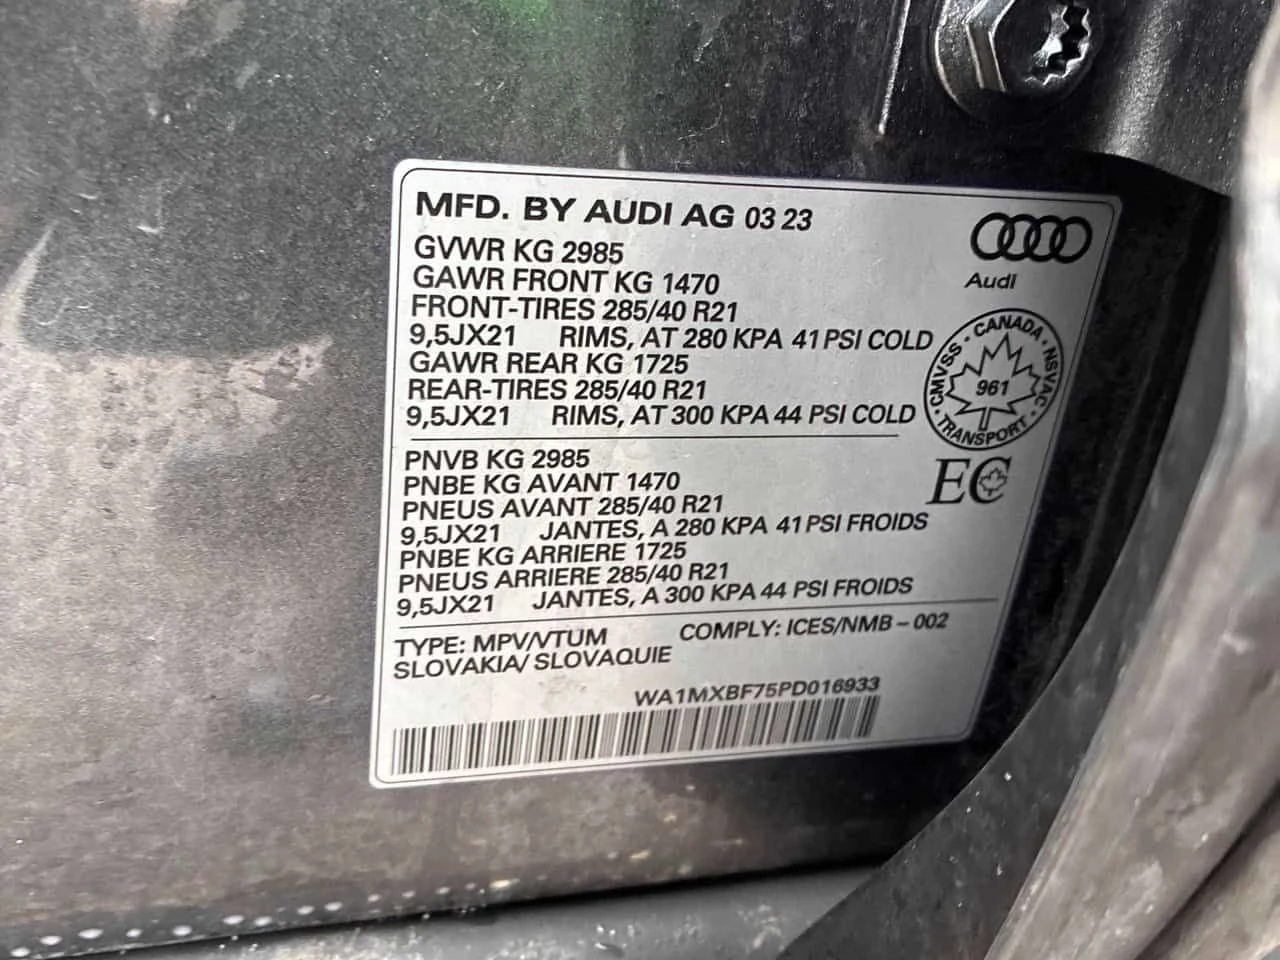 MFD. BY AUDI AG 03 23
GVWR KG 2985
GAWR FRONT KG 1470
FRONT-TIRES 285/40 R21
9,5JX21 RIMS, AT 280 KPA 41 PSI COLD
GAWR REAR KG 1725
REAR-TIRES 285/40 R21
9,5JX21 RIMS, AT 300 KPA 44 PSI COLD
Audi
CMVSS · CANADA · NSVAC · TRANSPORT ·
961
EC
PNVB KG 2985
PNBE KG AVANT 1470
PNEUS AVANT 285/40 R21
9,5JX21 JANTES, A 280 KPA 41 PSI FROIDS
PNBE KG ARRIERE 1725
PNEUS ARRIERE 285/40 R21
9,5JX21 JANTES, A 300 KPA 44 PSI FROIDS
TYPE: MPV/VTUM COMPLY: ICES/NMB – 002
SLOVAKIA/ SLOVAQUIE
WA1MXBF75PD016933